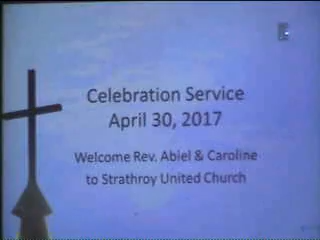 Celebration Service
April 30, 2017
Welcome Rev. Abiel & Caroline
to Strathroy United Church